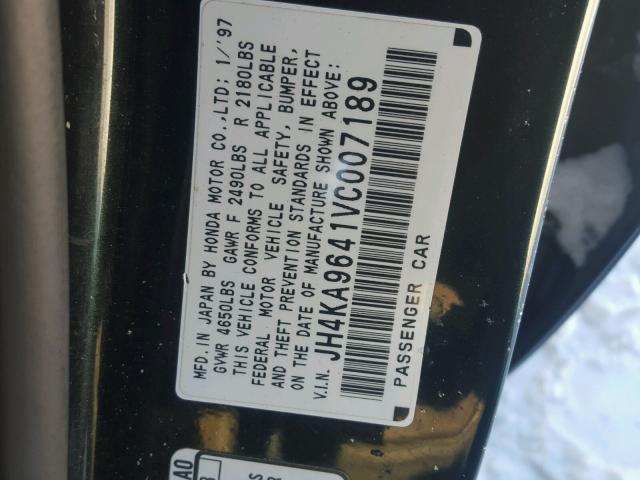 MFD. IN JAPAN BY HONDA MOTOR CO.,LTD: 1/'97
GVWR 4650LBS GAWR F 2490LBS R 2180LBS
THIS VEHICLE CONFORMS TO ALL APPLICABLE
FEDERAL MOTOR VEHICLE SAFETY, BUMPER,
AND THEFT PREVENTION STANDARDS IN EFFECT
ON THE DATE OF MANUFACTURE SHOWN ABOVE:
V.I.N. JH4KA9641VC007189
PASSENGER CAR